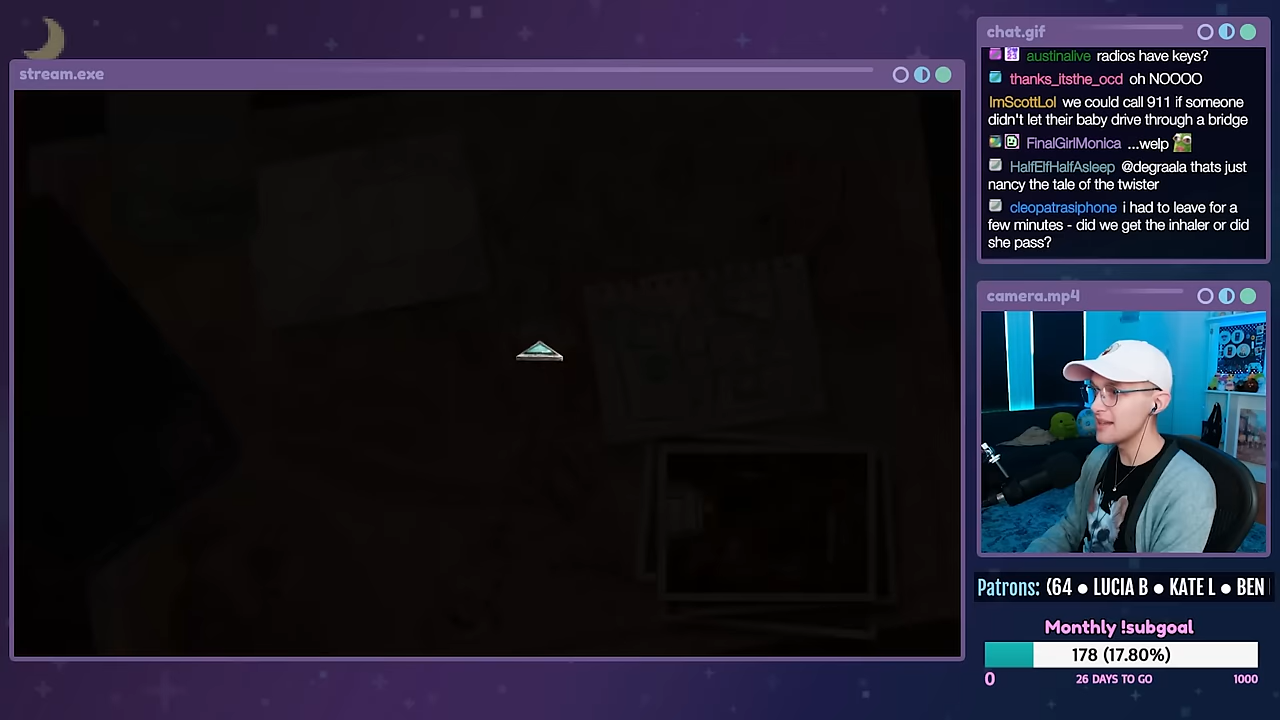 stream.exe
chat.gif
austinalive radios have keys?
thanks_itsthe_ocd oh NOOOO
ImScottLol we could call 911 if someone
didn't let their baby drive through a bridge
FinalGirlMonica ...welp
HalfElfHalfAsleep @degraala thats just
nancy the tale of the twister
cleopatrasiphone i had to leave for a
few minutes - did we get the inhaler or did
she pass?
camera.mp4
Patrons: (64 ● LUCIA B ● KATE L ● BEN
Monthly !subgoal
178 (17.80%)
0 26 DAYS TO GO 1000